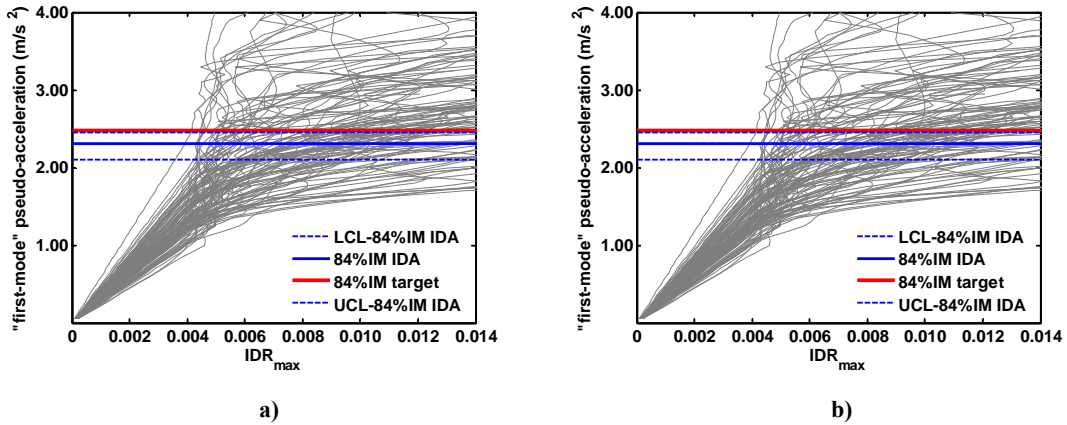 "first-mode" pseudo-acceleration (m/s ²)
4.00
3.00
2.00
1.00
LCL-84%IM IDA
84%IM IDA
84%IM target
UCL-84%IM IDA
0 0.002 0.004 0.006 0.008 0.010 0.012 0.014
IDRmax
a)
"first-mode" pseudo-acceleration (m/s ²)
4.00
3.00
2.00
1.00
LCL-84%IM IDA
84%IM IDA
84%IM target
UCL-84%IM IDA
0 0.002 0.004 0.006 0.008 0.010 0.012 0.014
IDRmax
b)